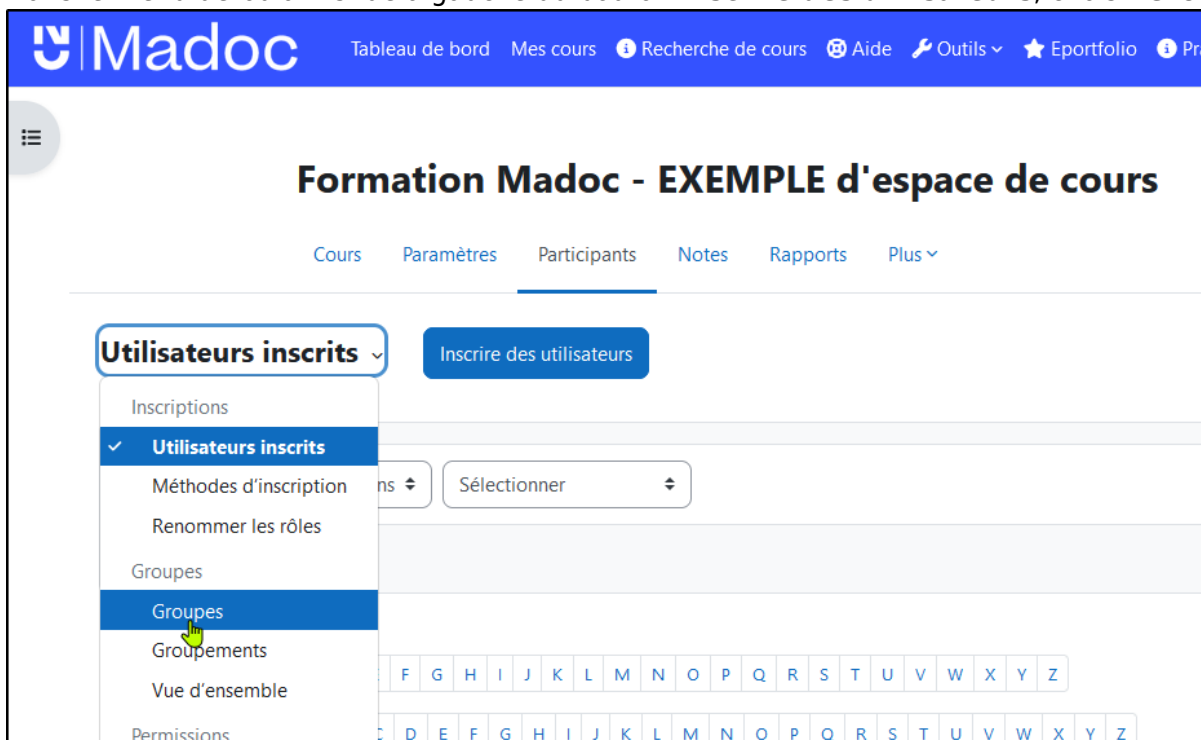 Madoc Tableau de bord Mes cours Recherche de cours Aide Outils Eportfolio
Formation Madoc - EXEMPLE d'espace de cours
Cours Paramètres Participants Notes Rapports Plus
Utilisateurs inscrits Inscrire des utilisateurs
Inscriptions
Utilisateurs inscrits
Méthodes d'inscription ns Sélectionner
Renommer les rôles
Groupes
Groupes
Groupements
F G H I J K L M N O P Q R S T U V W X Y Z
Vue d'ensemble
Permissions D E F G H I J K L M N O P Q R S T U V W X Y Z